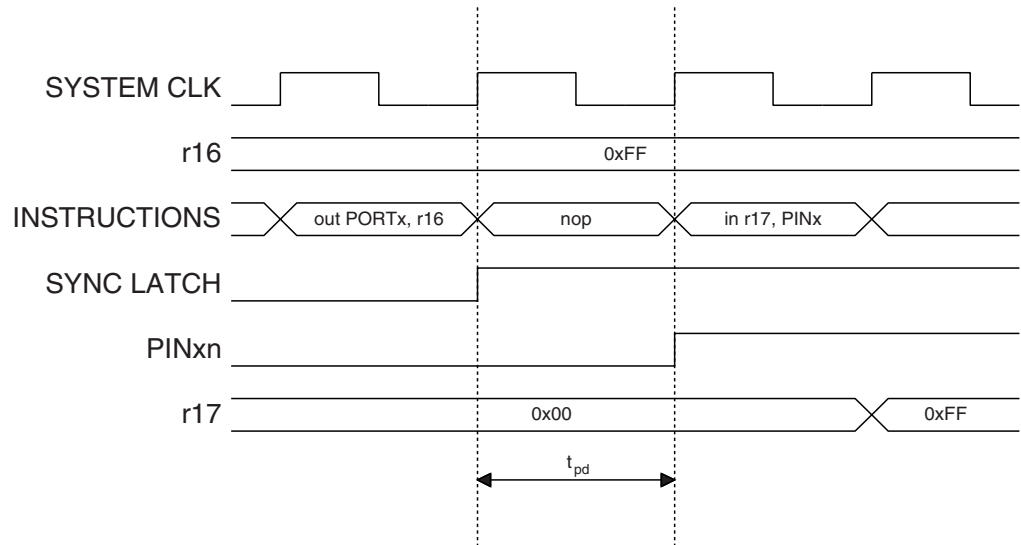 SYSTEM CLK
r16
0xFF
INSTRUCTIONS
out PORTx, r16
nop
in r17, PINx
SYNC LATCH
PINxn
r17
0x00
0xFF
tpd